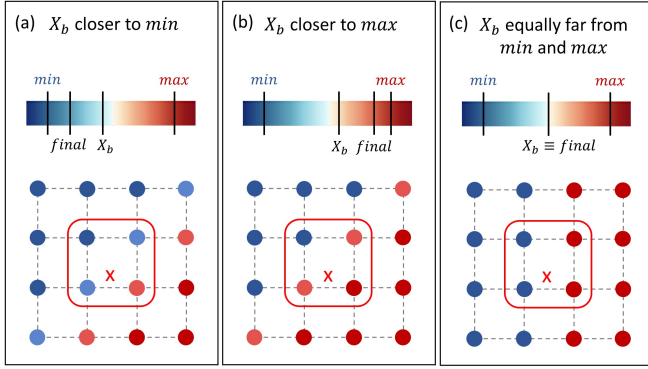 (a) X_b closer to min
min max
final X_b
X
(b) X_b closer to max
min max
X_b final
X
(c) X_b equally far from
min and max
min max
X_b ≡ final
X